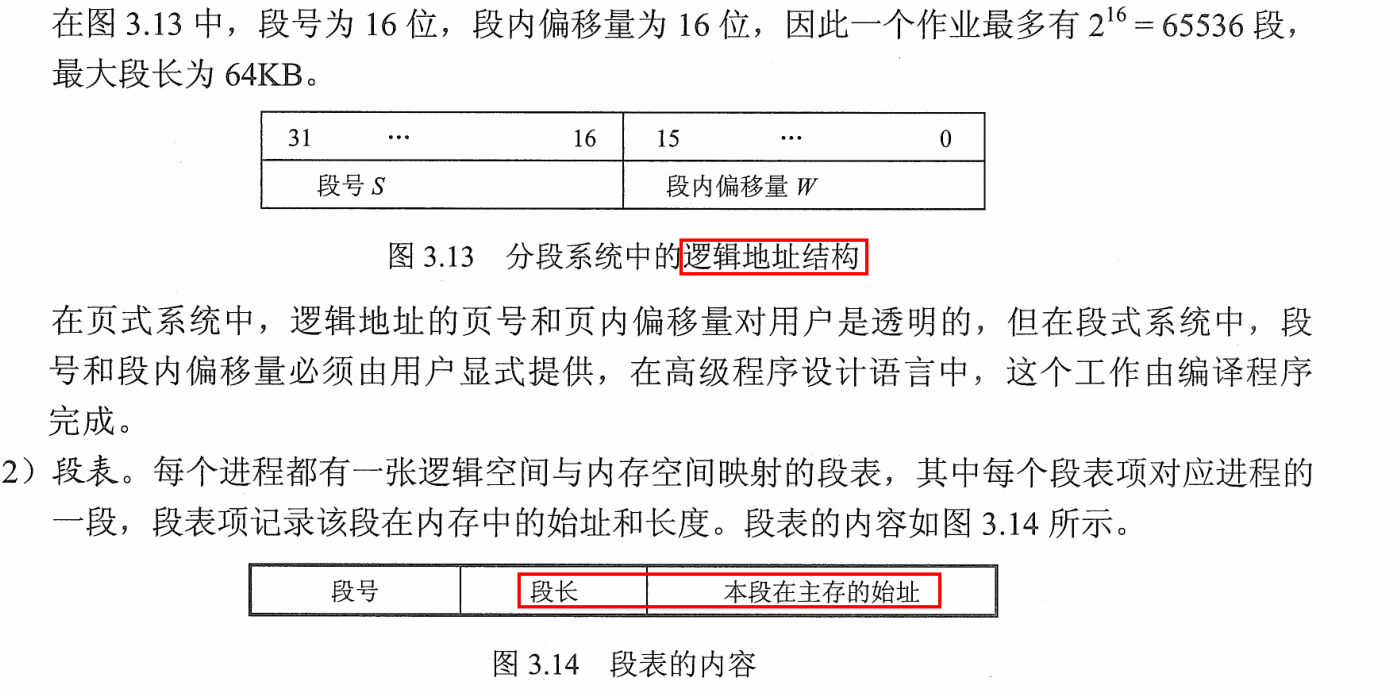 在图 3.13 中，段号为 16 位，段内偏移量为 16 位，因此一个作业最多有 2^16 = 65536 段，
最大段长为 64KB。
31 … 16 15 … 0
段号 S 段内偏移量 W
图 3.13 分段系统中的逻辑地址结构
在页式系统中，逻辑地址的页号和页内偏移量对用户是透明的，但在段式系统中，段
号和段内偏移量必须由用户显式提供，在高级程序设计语言中，这个工作由编译程序
完成。
2）段表。每个进程都有一张逻辑空间与内存空间映射的段表，其中每个段表项对应进程的
一段，段表项记录该段在内存中的始址和长度。段表的内容如图 3.14 所示。
段号 段长 本段在主存的始址
图 3.14 段表的内容